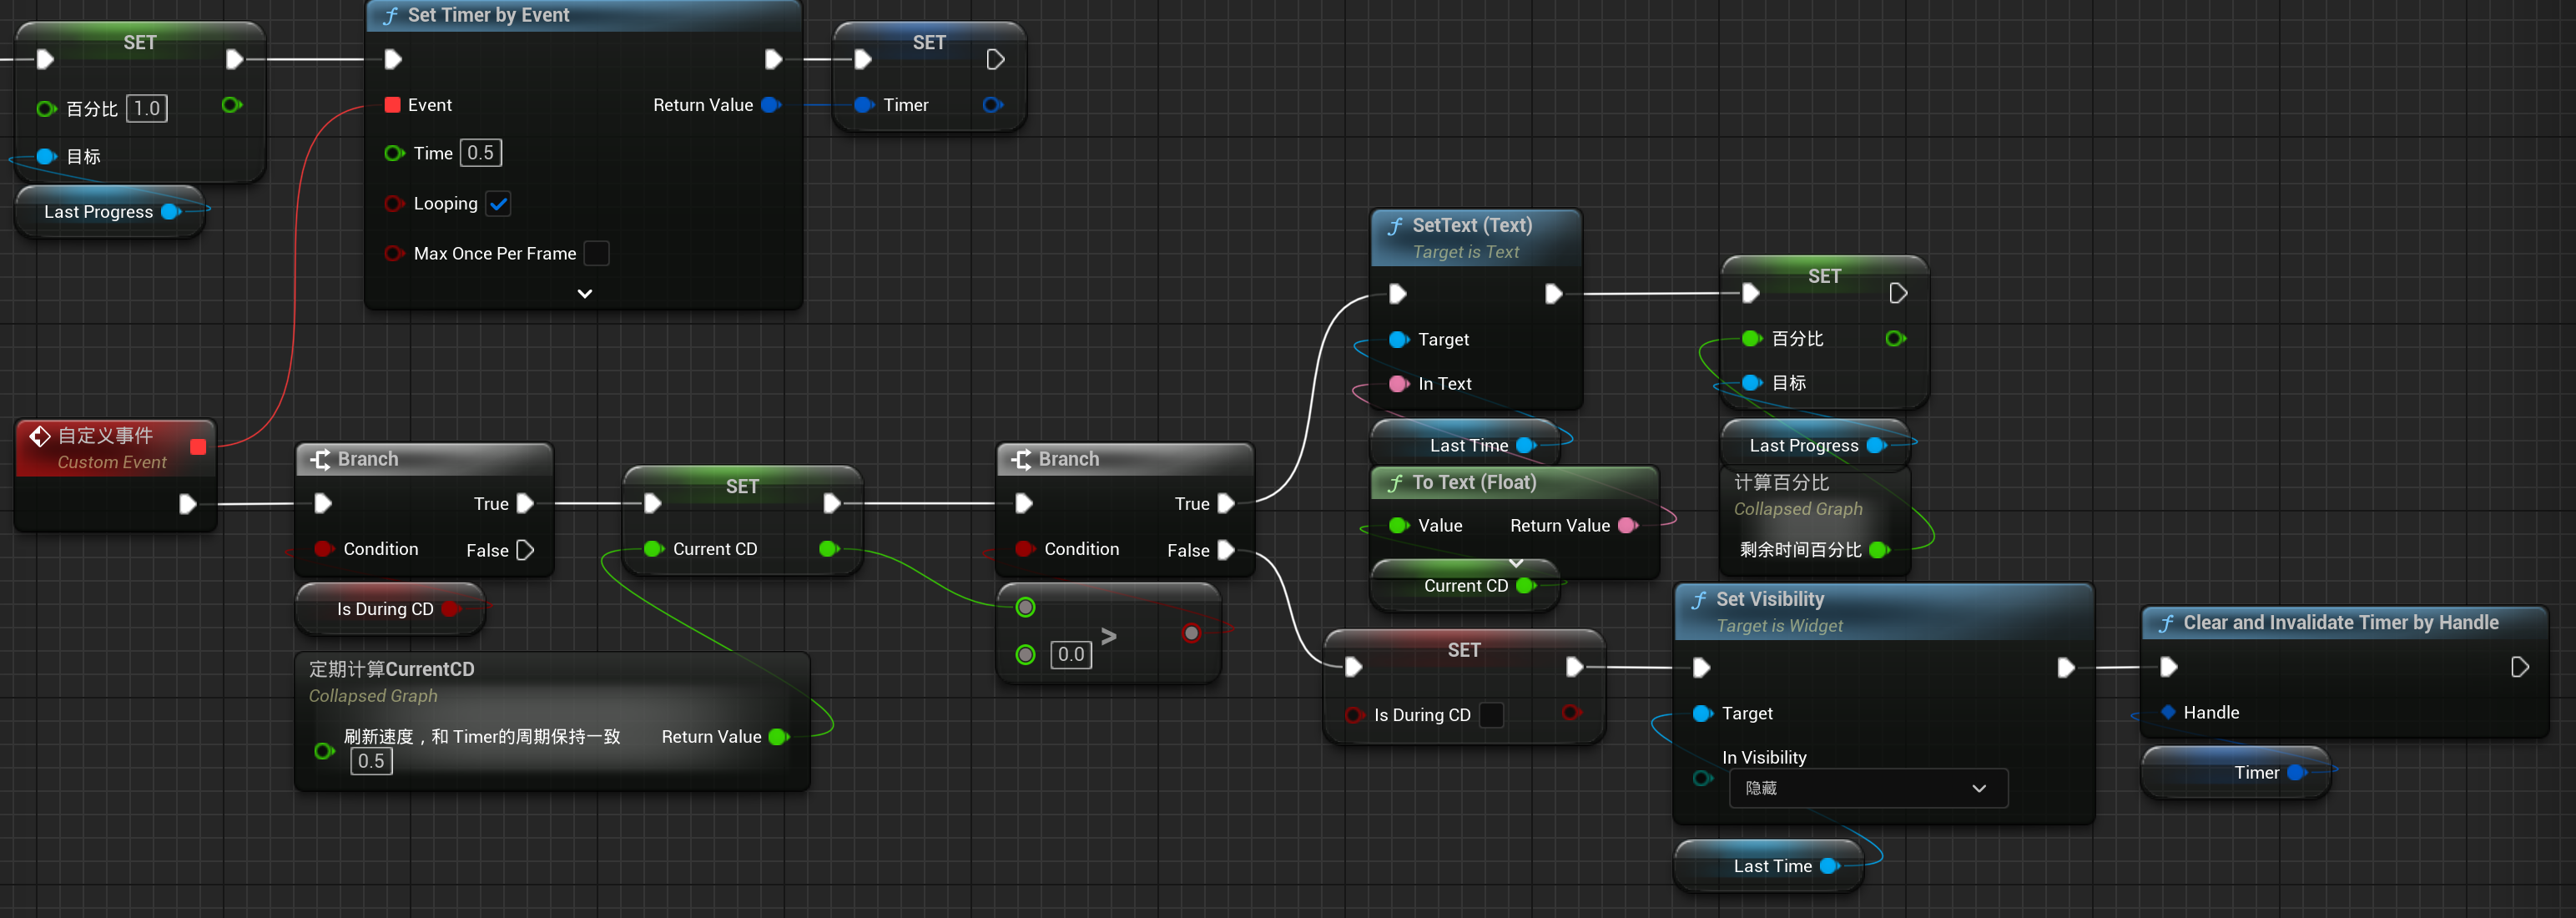 SET
百分比 1.0
目标
Last Progress
Set Timer by Event
Event
Return Value
Time 0.5
Looping
Max Once Per Frame
SET
Timer
自定义事件
Custom Event
Branch
True
Condition
False
Is During CD
定期计算CurrentCD
Collapsed Graph
刷新速度，和 Timer的周期保持一致
0.5
Return Value
SET
Current CD
Branch
True
Condition
False
>
0.0
SetText (Text)
Target is Text
Target
In Text
Last Time
To Text (Float)
Value
Return Value
Current CD
SET
百分比
目标
Last Progress
计算百分比
Collapsed Graph
剩余时间百分比
SET
Is During CD
Set Visibility
Target is Widget
Target
In Visibility
隐藏
Last Time
Clear and Invalidate Timer by Handle
Handle
Timer